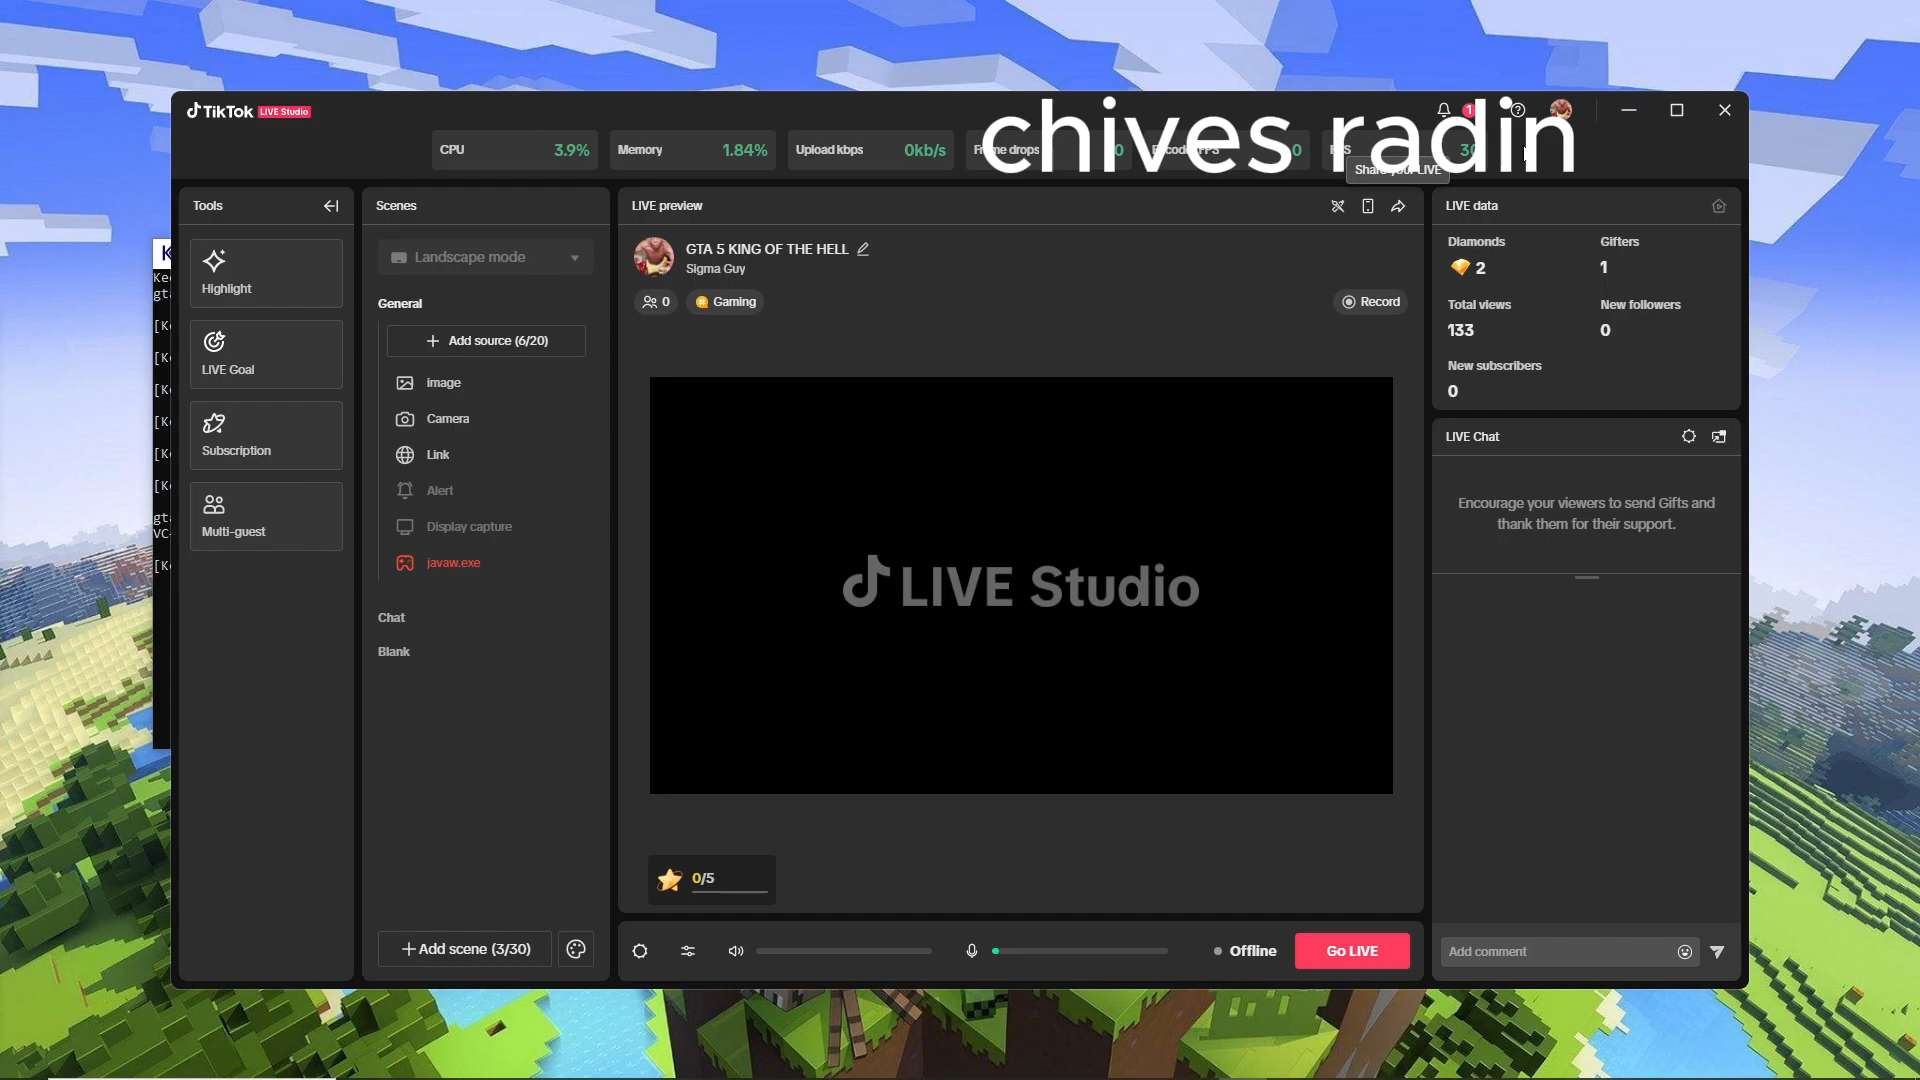 TikTok LIVE Studio
chives radin
1
CPU 3.9%
Memory 1.84%
Upload kbps 0kb/s
Share your LIVE
Tools
Highlight
LIVE Goal
Subscription
Multi-guest
Scenes
Landscape mode
General
Add source (6/20)
image
Camera
Link
Alert
Display capture
javaw.exe
Chat
Blank
Add scene (3/30)
LIVE preview
GTA 5 KING OF THE HELL
Sigma Guy
0 Gaming
Record
LIVE Studio
0/5
Offline
Go LIVE
LIVE data
Diamonds Gifters
2 1
Total views New followers
133 0
New subscribers
0
LIVE Chat
Encourage your viewers to send Gifts and
thank them for their support.
Add comment